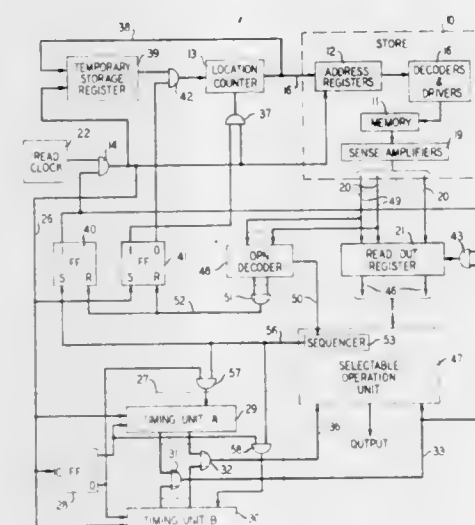 38
10
STORE
39
13
12
16
TEMPORARY
STORAGE
REGISTER
LOCATION
COUNTER
ADDRESS
REGISTERS
DECODERS
&
DRIVERS
42
16
37
11
MEMORY
22
14
19
READ
CLOCK
SENSE AMPLIFIERS
20
49
20
26
40
21
43
1
FF
S R
1 0
FF
S R
41
48
OPN
DECODER
READ OUT
REGISTER
51
50
46
52
56
SEQUENCER
53
57
SELECTABLE
OPERATION
UNIT
47
27
TIMING UNIT A
29
58
36
OUTPUT
31
32
33
C FF
28
TIMING UNIT B